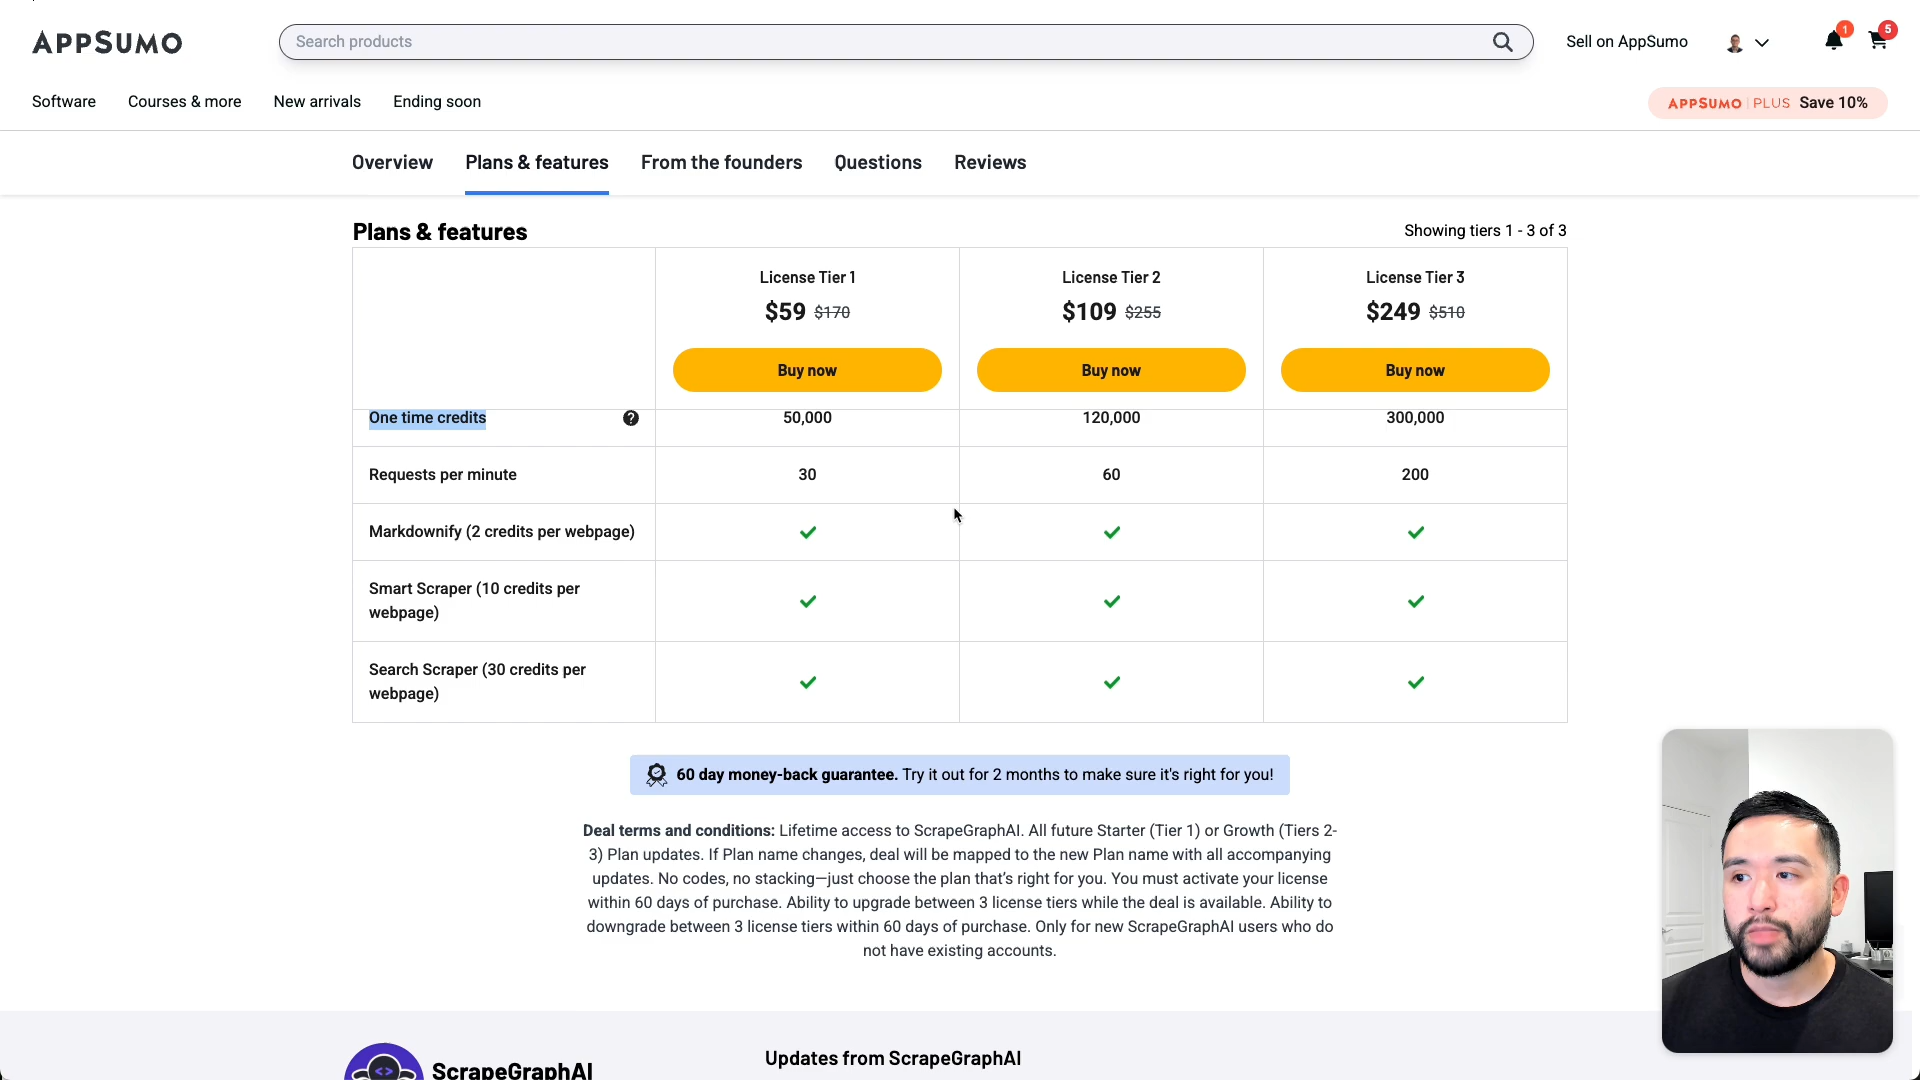 APPSUMO
Search products
Sell on AppSumo
1
5
Software
Courses & more
New arrivals
Ending soon
APPSUMO | PLUS Save 10%
Overview
Plans & features
From the founders
Questions
Reviews
Plans & features
Showing tiers 1 - 3 of 3
License Tier 1
License Tier 2
License Tier 3
$59 $170
$109 $255
$249 $510
Buy now
Buy now
Buy now
One time credits
?
50,000
120,000
300,000
Requests per minute
30
60
200
Markdownify (2 credits per webpage)
Smart Scraper (10 credits per
webpage)
Search Scraper (30 credits per
webpage)
60 day money-back guarantee. Try it out for 2 months to make sure it's right for you!
Deal terms and conditions: Lifetime access to ScrapeGraphAI. All future Starter (Tier 1) or Growth (Tiers 2-
3) Plan updates. If Plan name changes, deal will be mapped to the new Plan name with all accompanying
updates. No codes, no stacking—just choose the plan that's right for you. You must activate your license
within 60 days of purchase. Ability to upgrade between 3 license tiers while the deal is available. Ability to
downgrade between 3 license tiers within 60 days of purchase. Only for new ScrapeGraphAI users who do
not have existing accounts.
<> ScrapeGraphAI
Updates from ScrapeGraphAI